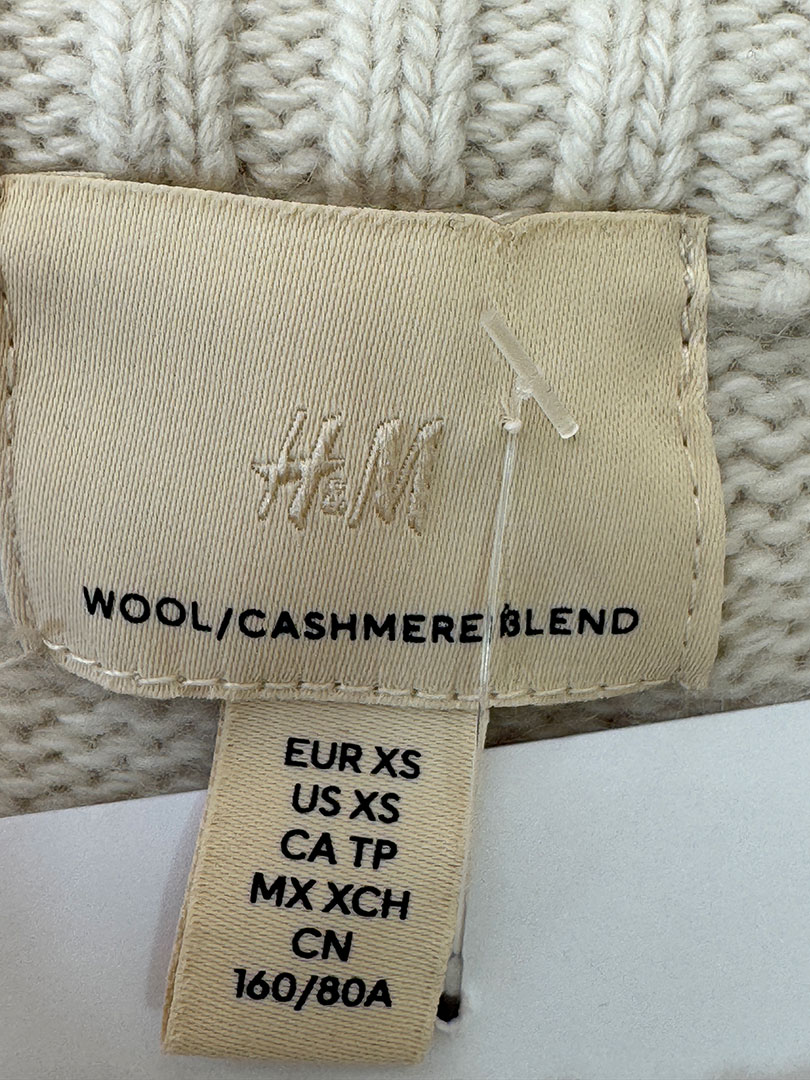 H&M
WOOL/CASHMERE BLEND
EUR XS
US XS
CA TP
MX XCH
CN
160/80A